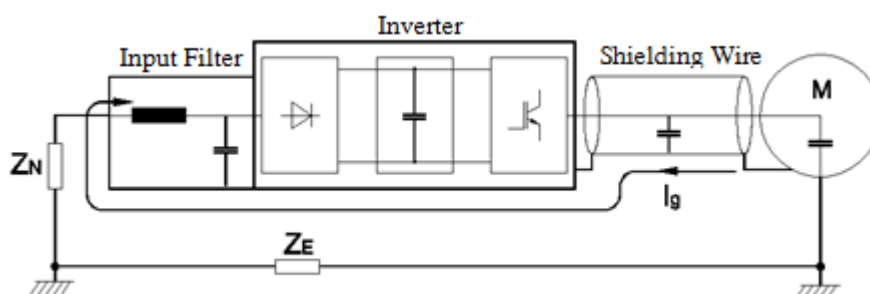 Inverter
Input Filter
Shielding Wire
M
ZN
Ig
ZE